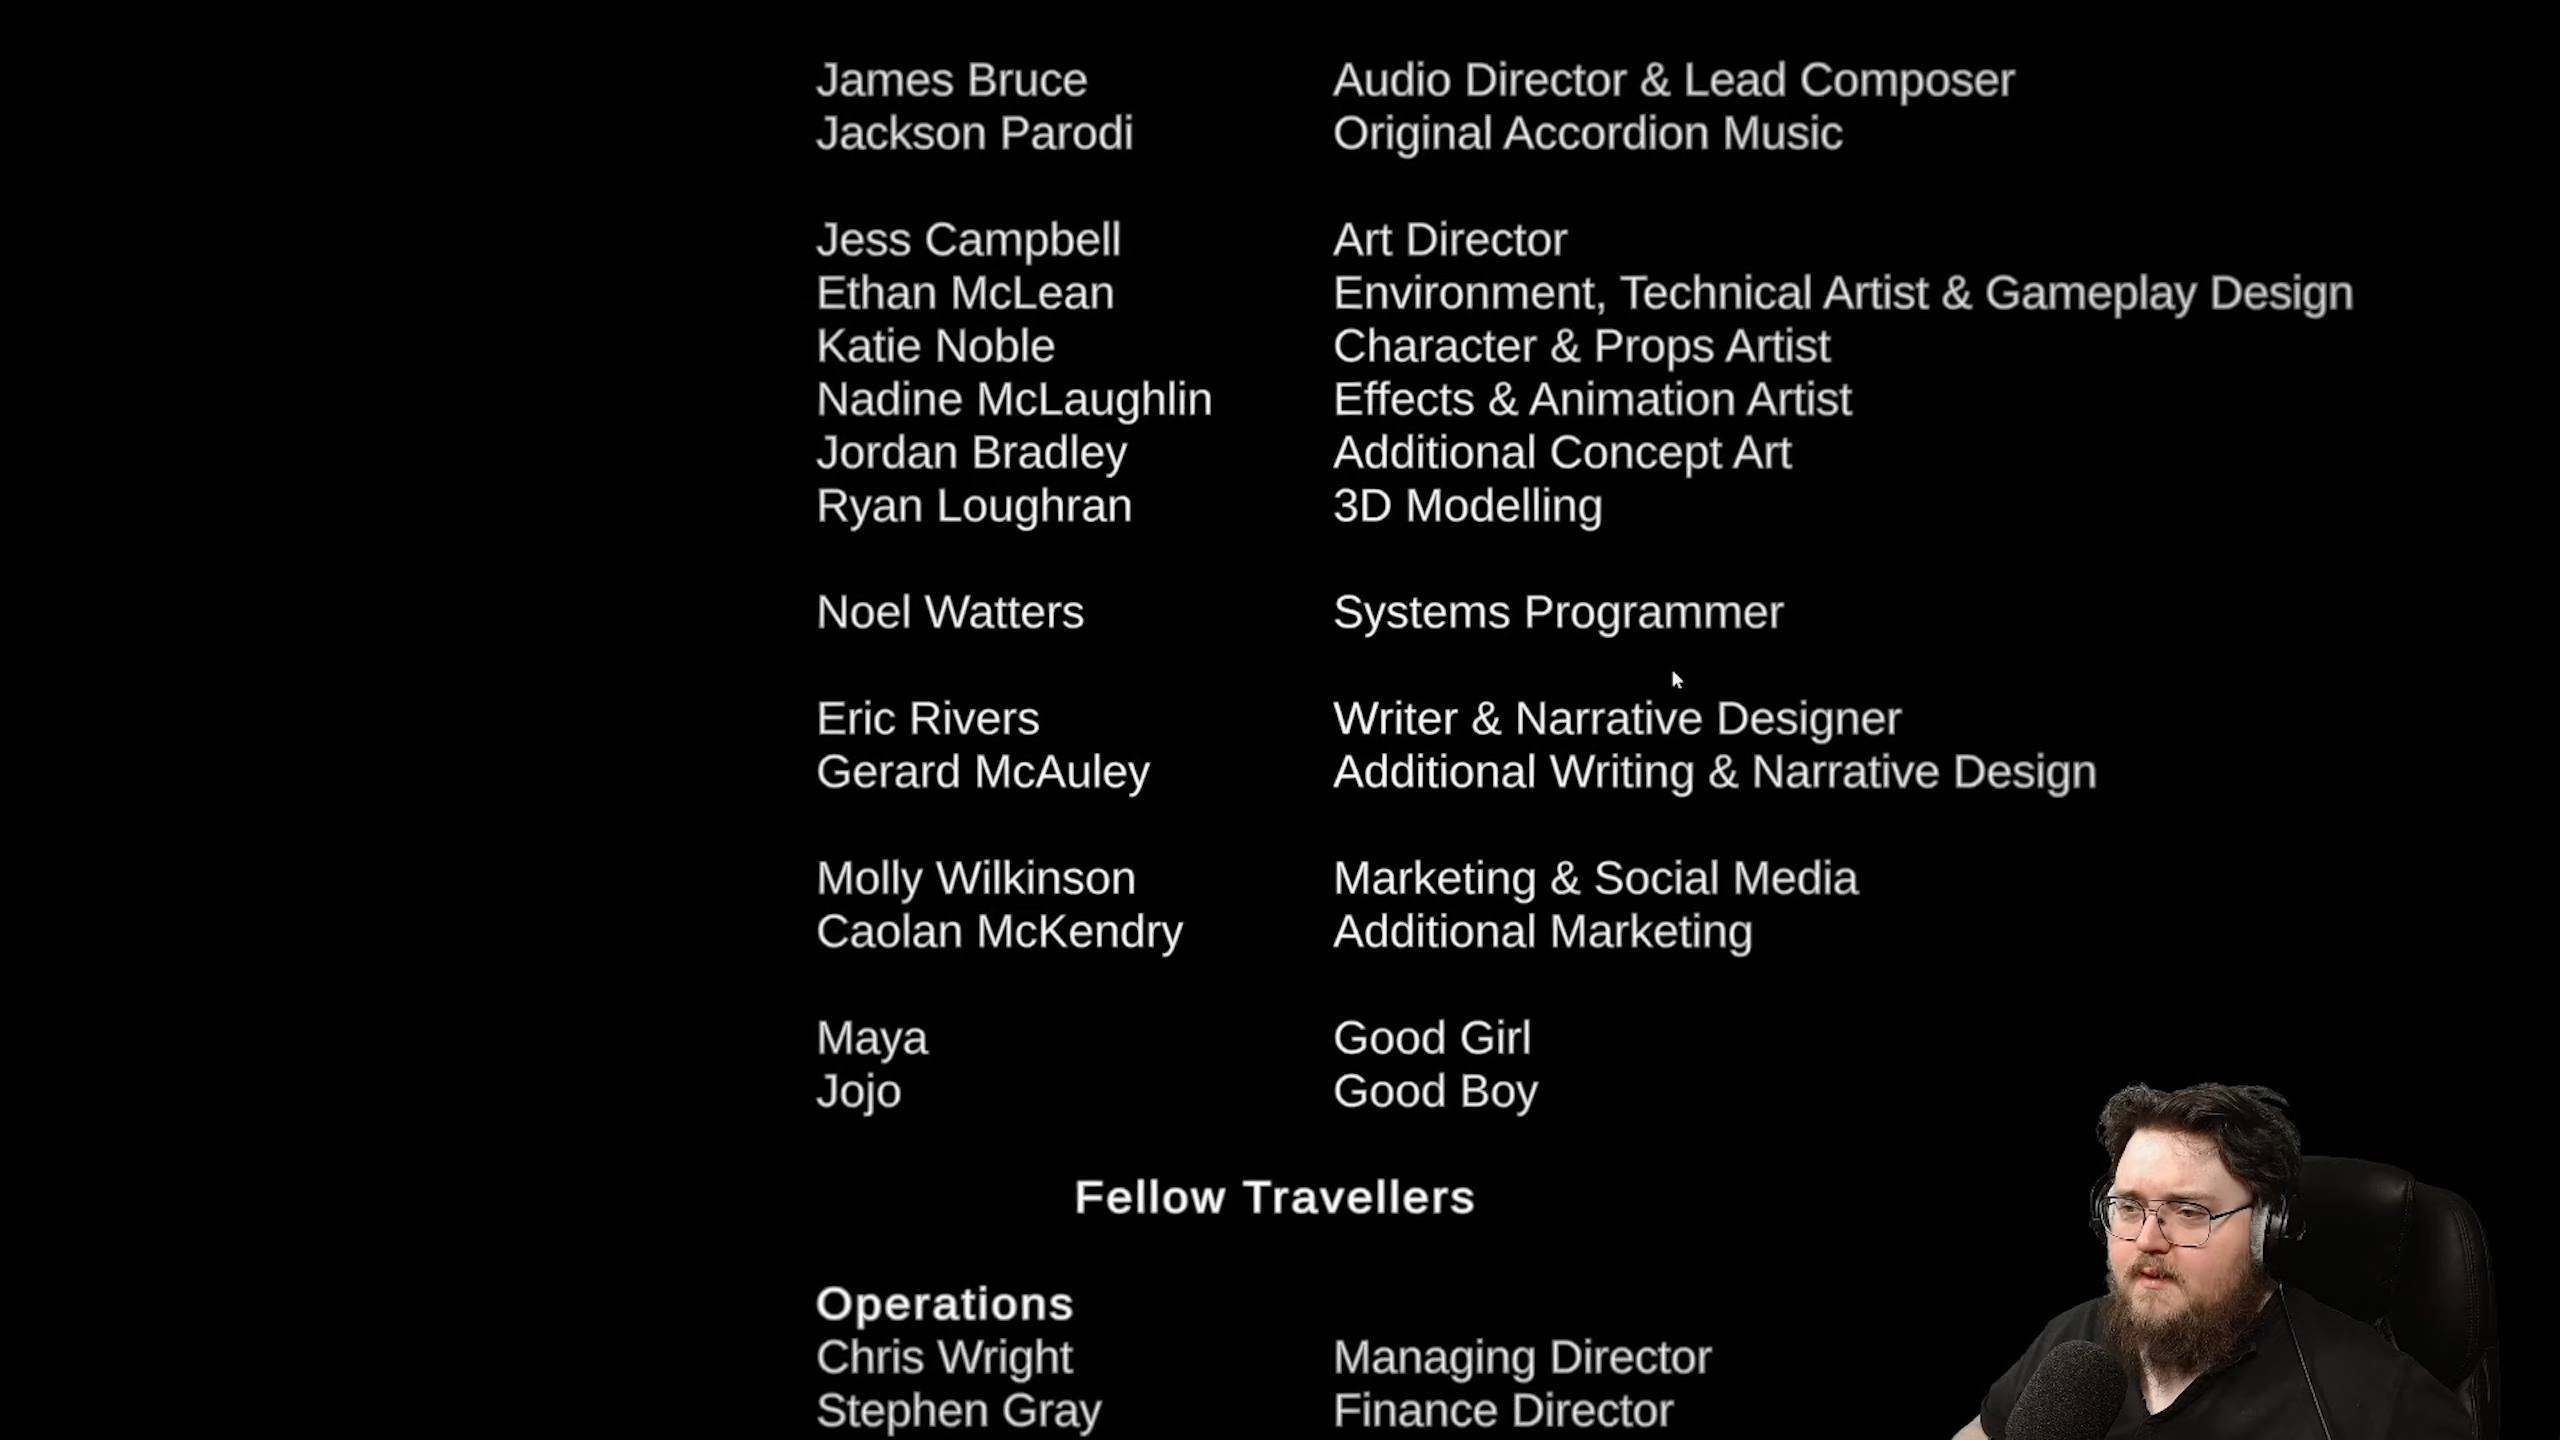 James Bruce Audio Director & Lead Composer
Jackson Parodi Original Accordion Music
Jess Campbell Art Director
Ethan McLean Environment, Technical Artist & Gameplay Design
Katie Noble Character & Props Artist
Nadine McLaughlin Effects & Animation Artist
Jordan Bradley Additional Concept Art
Ryan Loughran 3D Modelling
Noel Watters Systems Programmer
Eric Rivers Writer & Narrative Designer
Gerard McAuley Additional Writing & Narrative Design
Molly Wilkinson Marketing & Social Media
Caolan McKendry Additional Marketing
Maya Good Girl
Jojo Good Boy
Fellow Travellers
Operations
Chris Wright Managing Director
Stephen Gray Finance Director